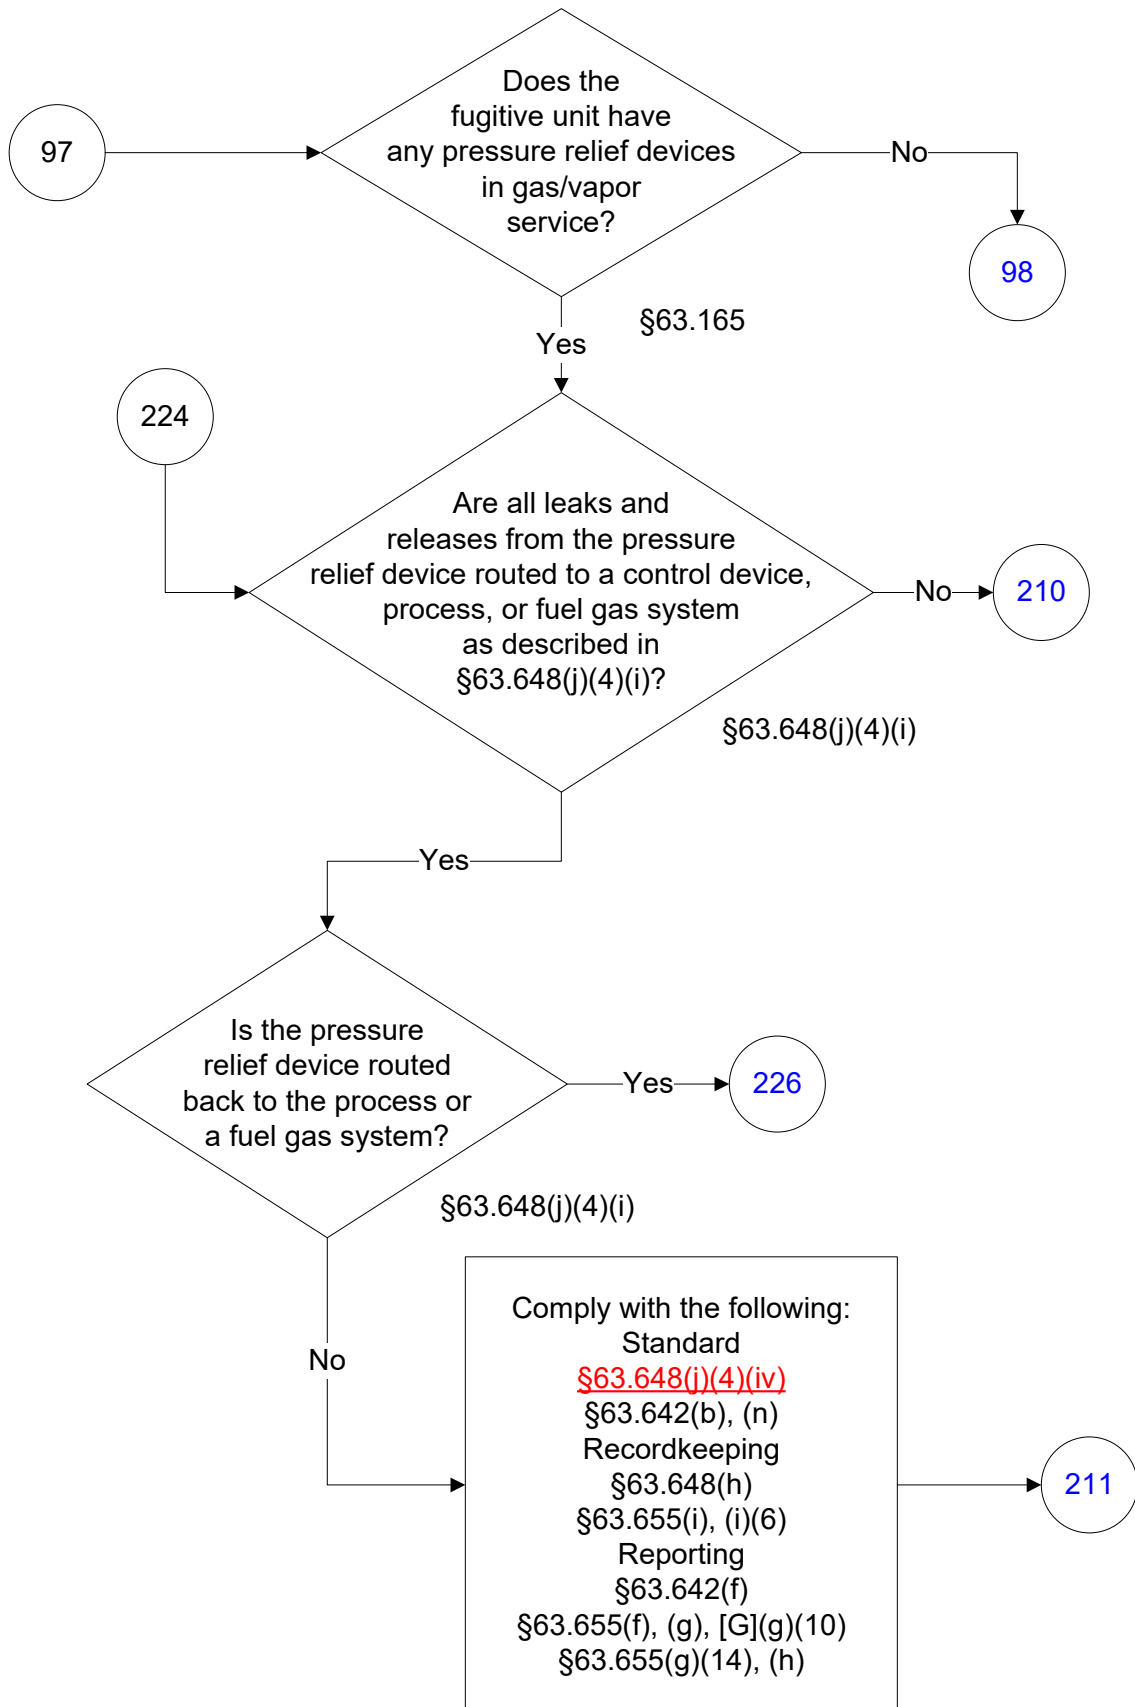 Does the
fugitive unit have
any pressure relief devices
in gas/vapor
service?
97
No
98
§63.165
Yes
224
Are all leaks and
releases from the pressure
relief device routed to a control device,
process, or fuel gas system
as described in
§63.648(j)(4)(i)?
No
210
§63.648(j)(4)(i)
Yes
Is the pressure
relief device routed
back to the process or
a fuel gas system?
Yes
226
§63.648(j)(4)(i)
No
Comply with the following:
Standard
§63.648(j)(4)(iv)
§63.642(b), (n)
Recordkeeping
§63.648(h)
§63.655(i), (i)(6)
Reporting
§63.642(f)
§63.655(f), (g), [G](g)(10)
§63.655(g)(14), (h)
211